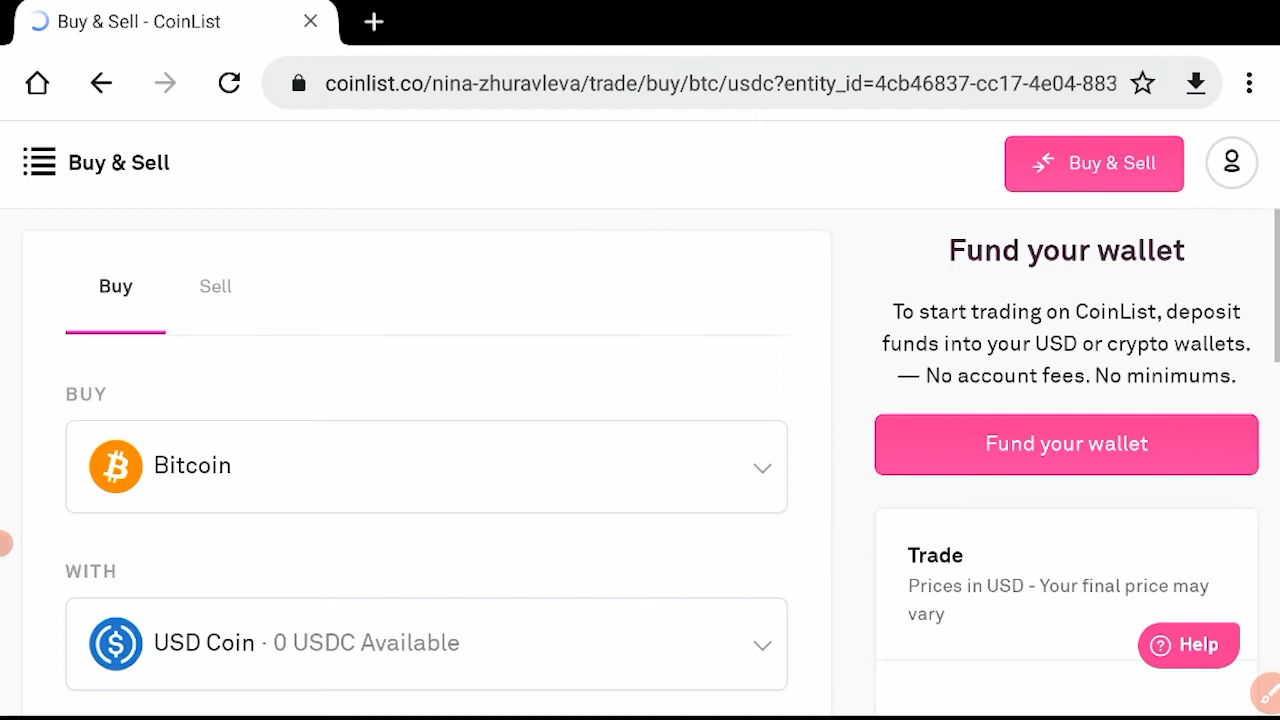 Buy & Sell - CoinList
coinlist.co/nina-zhuravleva/trade/buy/btc/usdc?entity_id=4cb46837-cc17-4e04-883
Buy & Sell
Buy & Sell
Buy
Sell
BUY
Bitcoin
WITH
USD Coin · 0 USDC Available
Fund your wallet
To start trading on CoinList, deposit
funds into your USD or crypto wallets.
— No account fees. No minimums.
Fund your wallet
Trade
Prices in USD - Your final price may
vary
Help